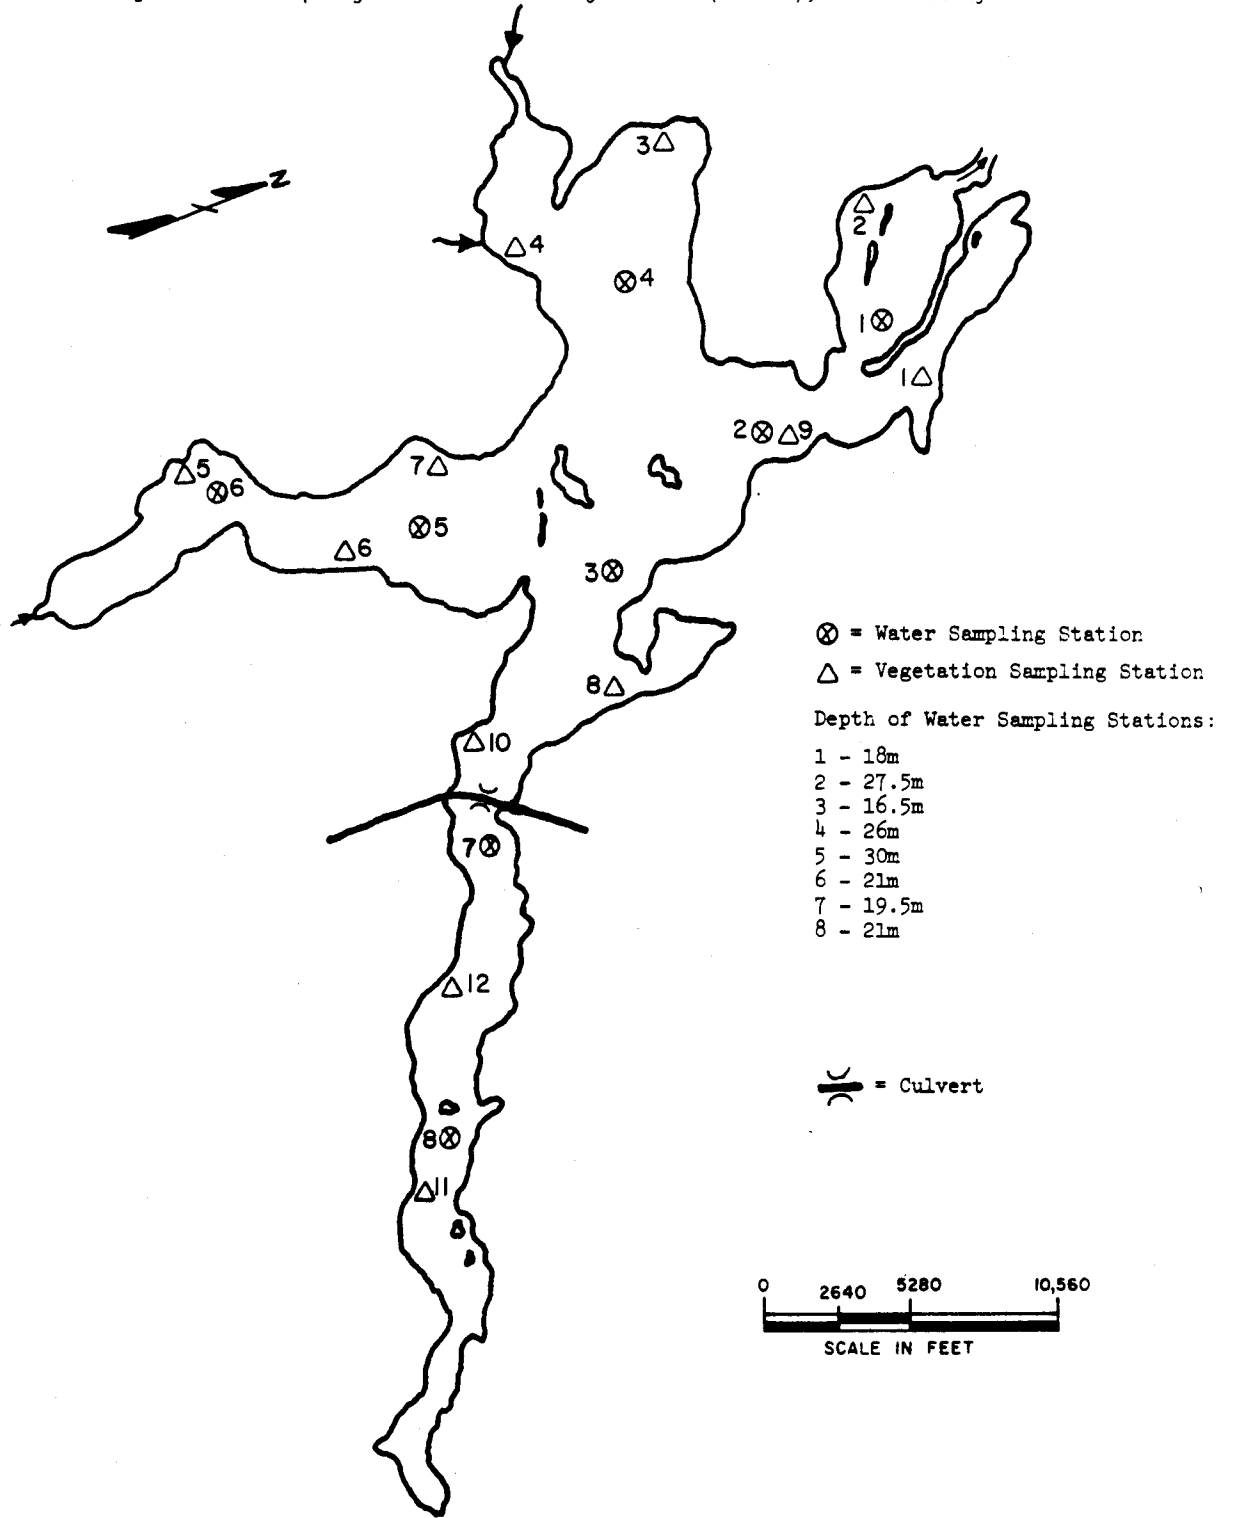 N
3
4
2
4
1
1
2
9
5
6
7
5
6
3
8
10
7
12
8
11
⊗ = Water Sampling Station
△ = Vegetation Sampling Station
Depth of Water Sampling Stations:
1 - 18m
2 - 27.5m
3 - 16.5m
4 - 26m
5 - 30m
6 - 21m
7 - 19.5m
8 - 21m
= Culvert
0 2640 5280 10,560
SCALE IN FEET